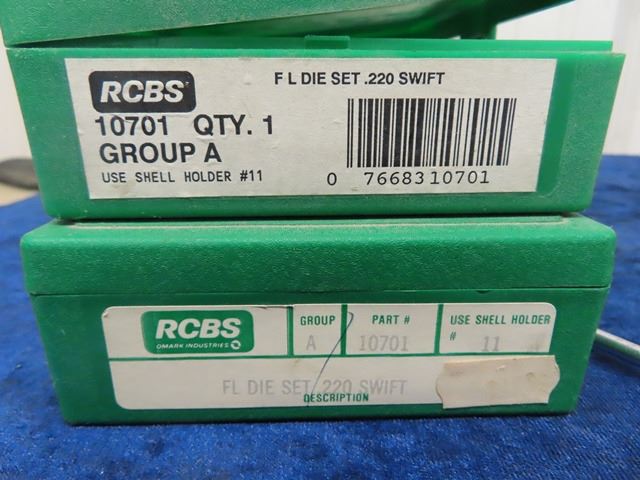 RCBS
F L DIE SET .220 SWIFT
10701 QTY. 1
GROUP A
USE SHELL HOLDER #11
0 7668310701
RCBS
OMARK INDUSTRIES
GROUP PART # USE SHELL HOLDER
A 10701 # 11
FL DIE SET 220 SWIFT
DESCRIPTION